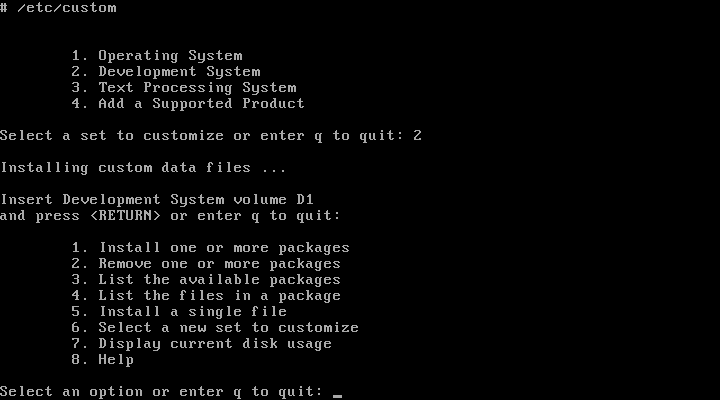 # /etc/custom
1. Operating System
2. Development System
3. Text Processing System
4. Add a Supported Product
Select a set to customize or enter q to quit: 2
Installing custom data files ...
Insert Development System volume D1
and press <RETURN> or enter q to quit:
1. Install one or more packages
2. Remove one or more packages
3. List the available packages
4. List the files in a package
5. Install a single file
6. Select a new set to customize
7. Display current disk usage
8. Help
Select an option or enter q to quit: _